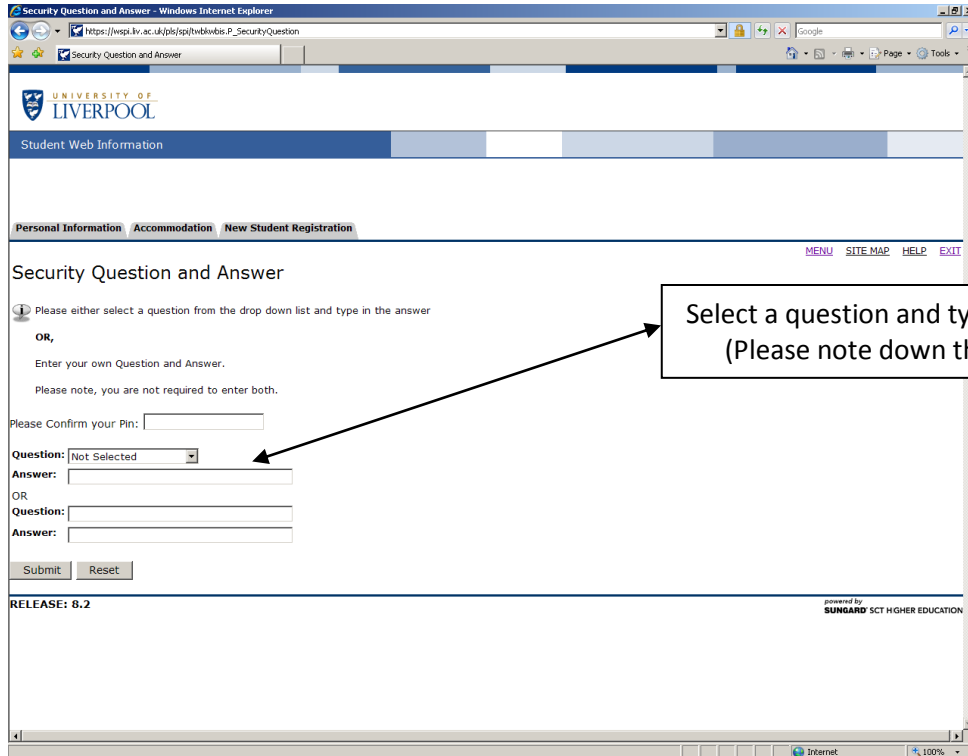 Security Question and Answer - Windows Internet Explorer
https://wspi.liv.ac.uk/pls/spi/twbkwbis.P_SecurityQuestion
Google
Security Question and Answer
Page
Tools
UNIVERSITY OF
LIVERPOOL
Student Web Information
Personal Information Accommodation New Student Registration
MENU SITE MAP HELP EXIT
Security Question and Answer
Please either select a question from the drop down list and type in the answer
OR,
Enter your own Question and Answer.
Please note, you are not required to enter both.
Select a question and ty
(Please note down th
Please Confirm your Pin:
Question: Not Selected
Answer:
OR
Question:
Answer:
Submit Reset
RELEASE: 8.2
powered by
SUNGARD SCT HIGHER EDUCATION
Internet 100%